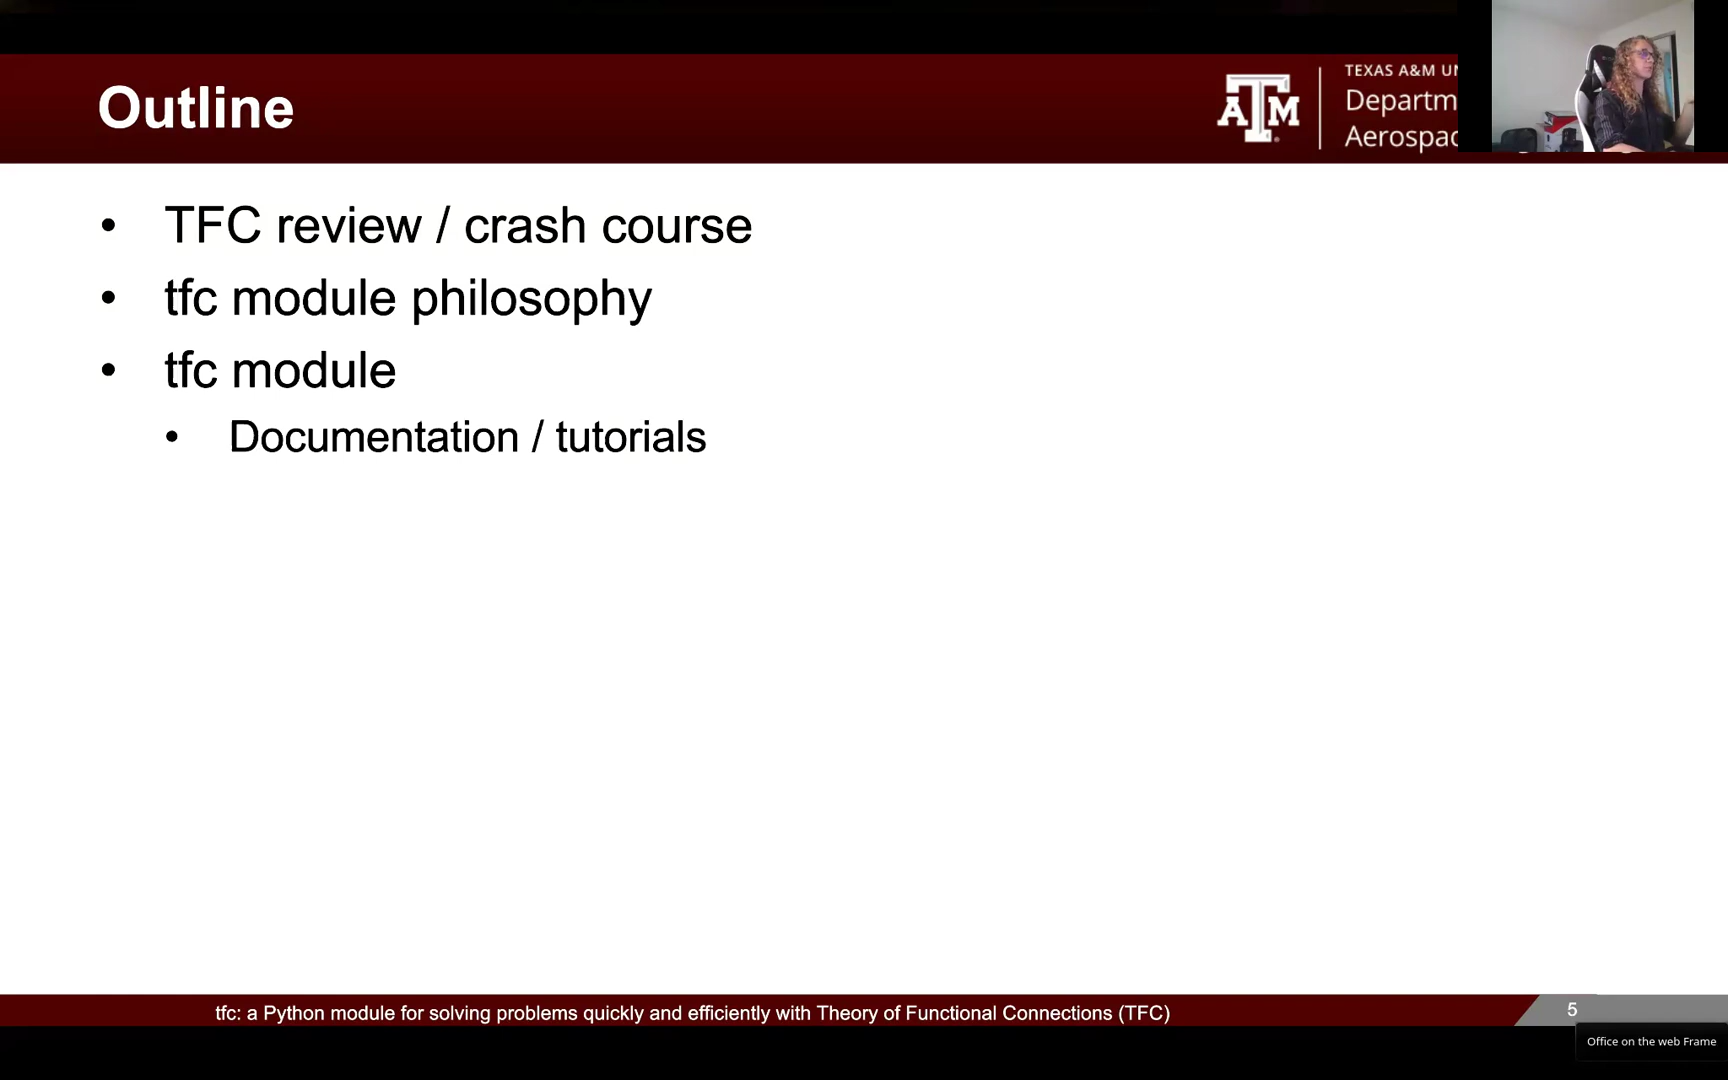 Outline
ATM
TEXAS A&M
Departm
Aerospac
• TFC review / crash course
• tfc module philosophy
• tfc module
• Documentation / tutorials
tfc: a Python module for solving problems quickly and efficiently with Theory of Functional Connections (TFC)
5
Office on the web Frame